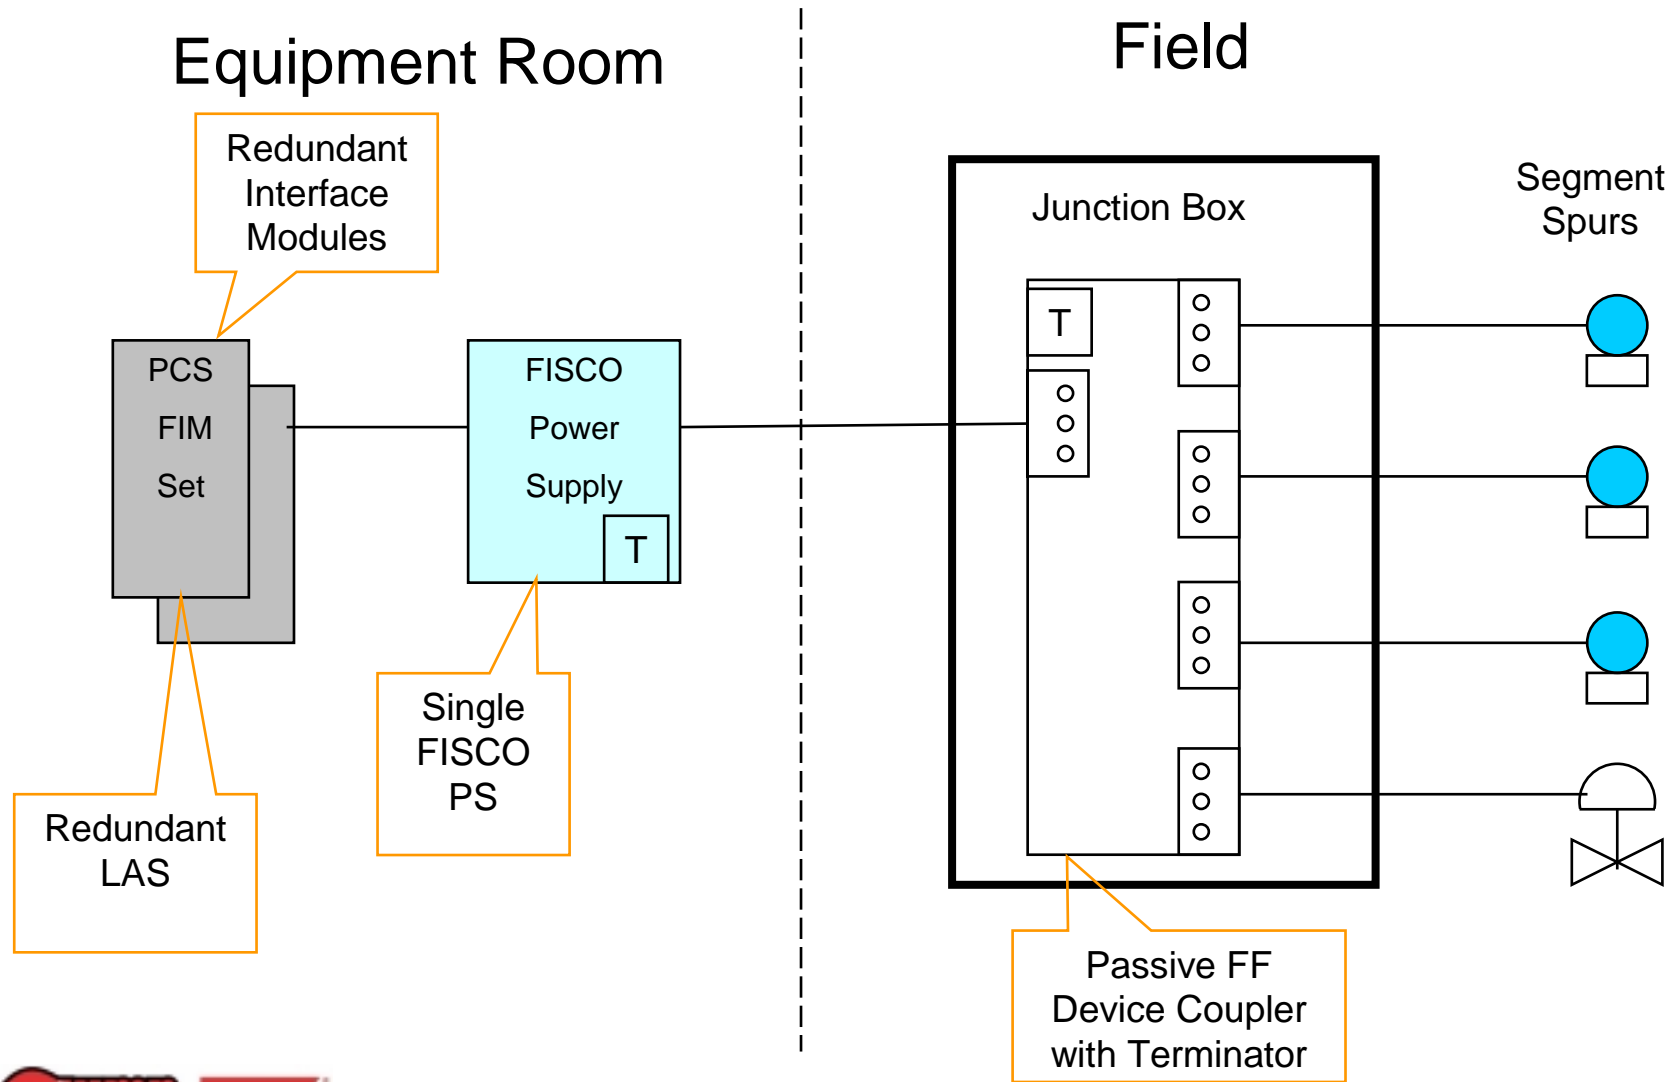 Equipment Room
Field
Redundant
Interface
Modules
Junction Box
Segment
Spurs
T
PCS
FIM
Set
FISCO
Power
Supply
T
Single
FISCO
PS
Redundant
LAS
Passive FF
Device Coupler
with Terminator